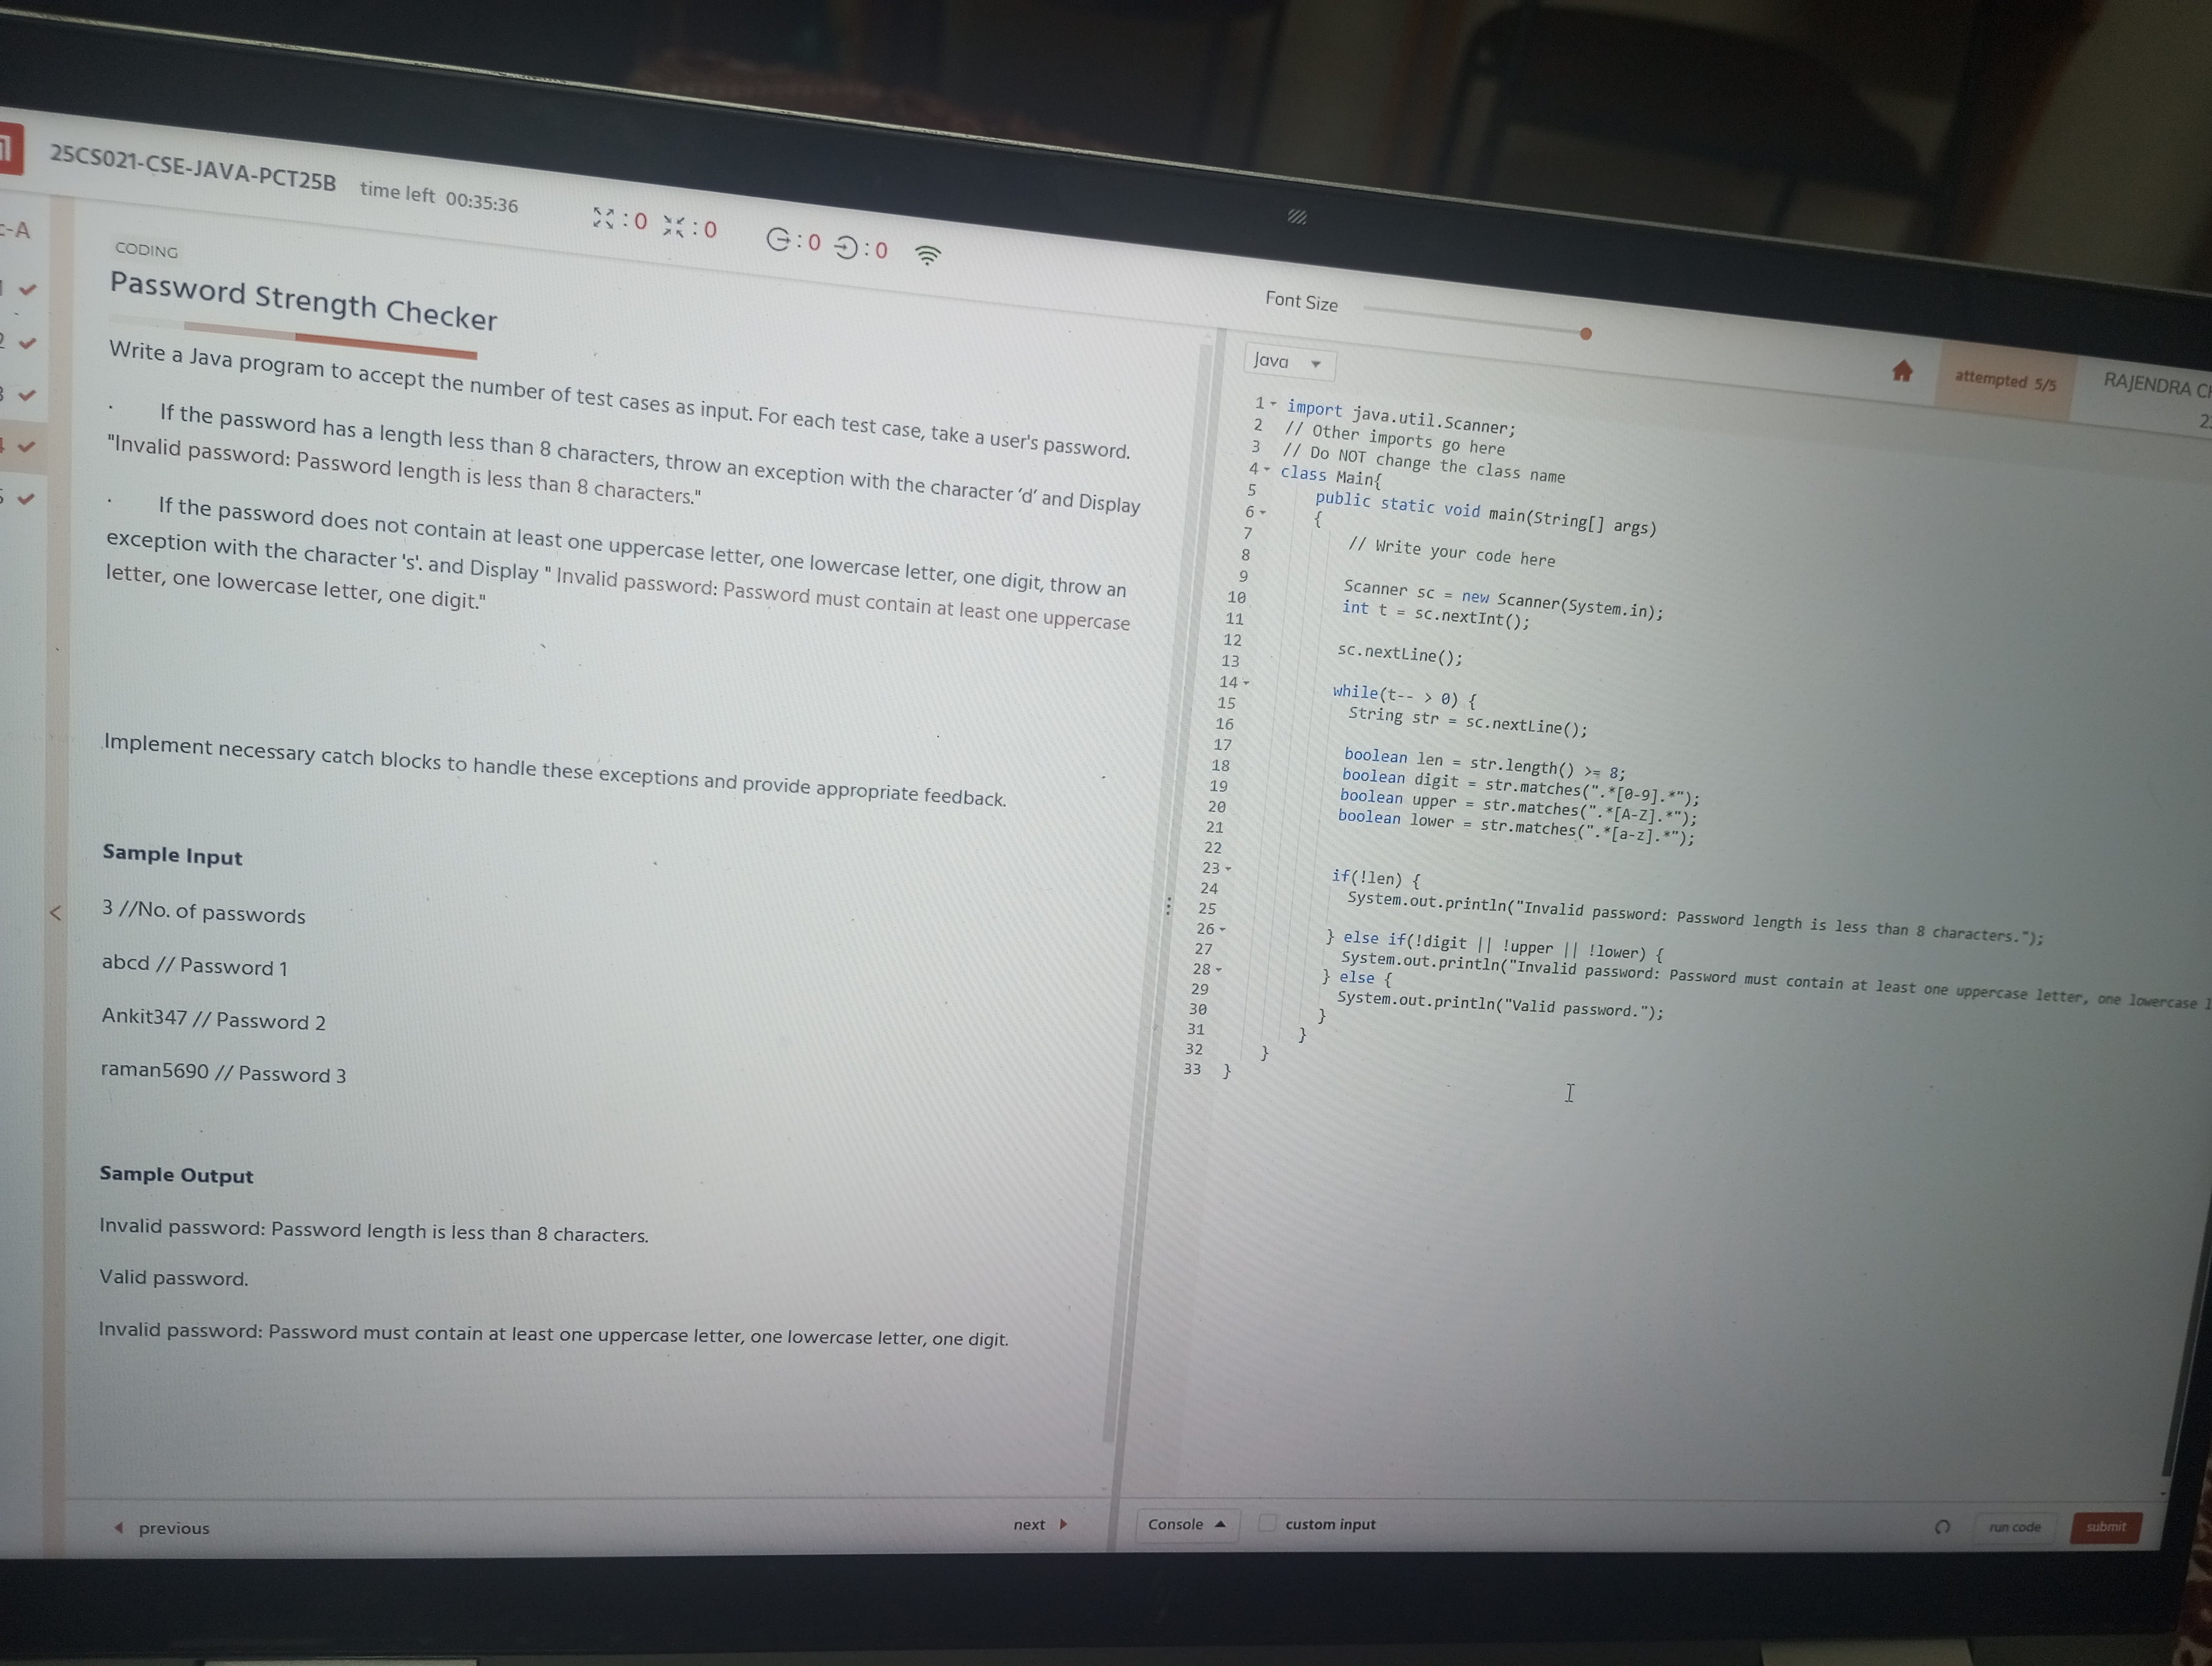 25CS021-CSE-JAVA-PCT25B time left 00:35:36 :0 :0 :0 :0
-A
CODING
Password Strength Checker
Write a Java program to accept the number of test cases as input. For each test case, take a user's password.
· If the password has a length less than 8 characters, throw an exception with the character ‘d’ and Display
"Invalid password: Password length is less than 8 characters."
· If the password does not contain at least one uppercase letter, one lowercase letter, one digit, throw an
exception with the character 's'. and Display " Invalid password: Password must contain at least one uppercase
letter, one lowercase letter, one digit."
Implement necessary catch blocks to handle these exceptions and provide appropriate feedback.
Sample Input
3 //No. of passwords
abcd // Password 1
Ankit347 // Password 2
raman5690 // Password 3
Sample Output
Invalid password: Password length is less than 8 characters.
Valid password.
Invalid password: Password must contain at least one uppercase letter, one lowercase letter, one digit.
previous
next
Font Size
Java
attempted 5/5
RAJENDRA
1 import java.util.Scanner;
2 // Other imports go here
3 // Do NOT change the class name
4 class Main{
5 public static void main(String[] args)
6 {
7 // Write your code here
8
9 Scanner sc = new Scanner(System.in);
10 int t = sc.nextInt();
11
12 sc.nextLine();
13
14 while(t-- > 0) {
15 String str = sc.nextLine();
16
17 boolean len = str.length() >= 8;
18 boolean digit = str.matches(".*[0-9].*");
19 boolean upper = str.matches(".*[A-Z].*");
20 boolean lower = str.matches(".*[a-z].*");
21
22
23 if(!len) {
24 System.out.println("Invalid password: Password length is less than 8 characters.");
25
26 } else if(!digit || !upper || !lower) {
27 System.out.println("Invalid password: Password must contain at least one uppercase letter, one lowercase
28 } else {
29 System.out.println("Valid password.");
30 }
31 }
32 }
33 }
Console custom input run code submit